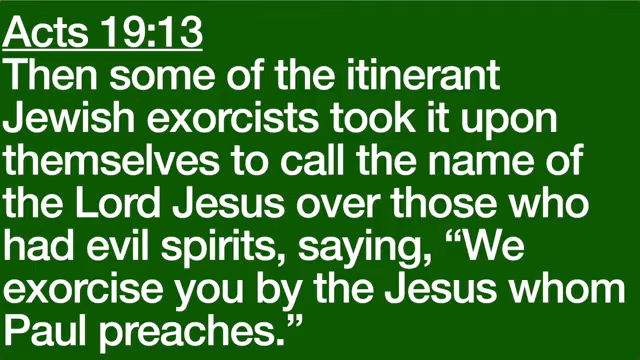 Acts 19:13
Then some of the itinerant
Jewish exorcists took it upon
themselves to call the name of
the Lord Jesus over those who
had evil spirits, saying, “We
exorcise you by the Jesus whom
Paul preaches.”